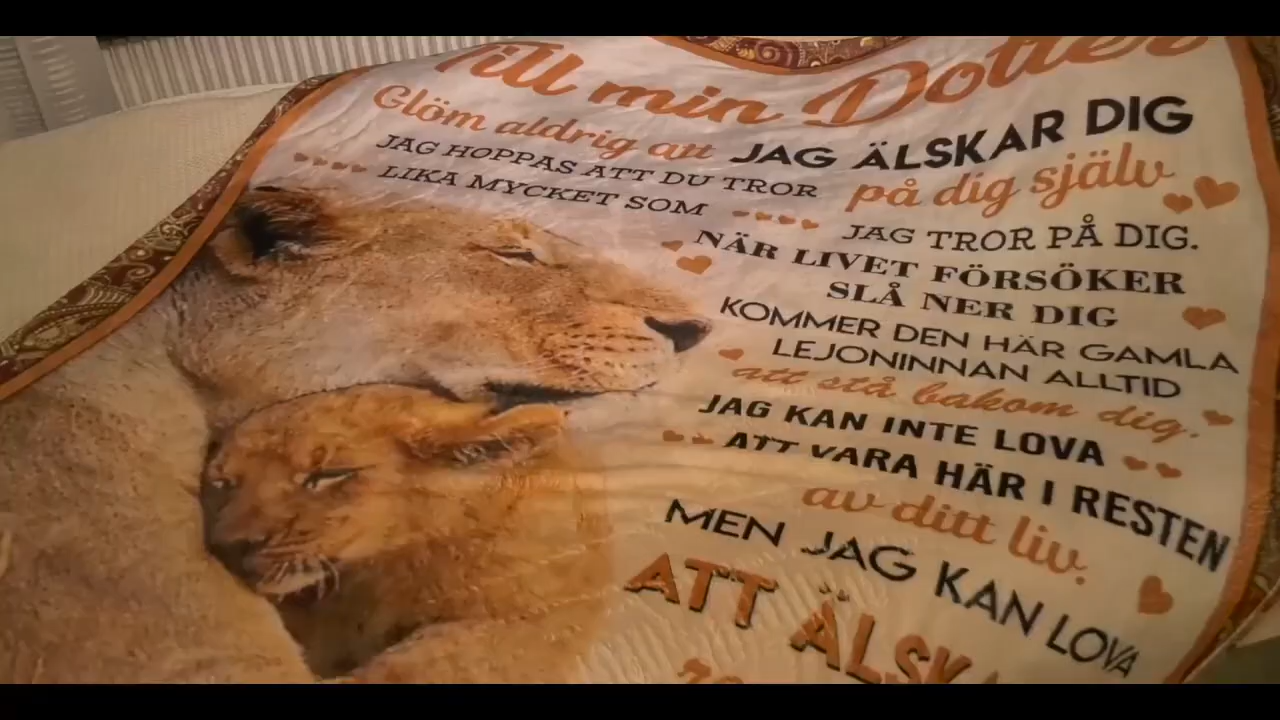 Till min Dotter
Glöm aldrig att JAG ÄLSKAR DIG
JAG HOPPAS ATT DU TROR på dig själv
LIKA MYCKET SOM JAG TROR PÅ DIG.
NÄR LIVET FÖRSÖKER
SLÅ NER DIG
KOMMER DEN HÄR GAMLA
LEJONINNAN ALLTID
att stå bakom dig.
JAG KAN INTE LOVA
ATT VARA HÄR I RESTEN
av ditt liv.
MEN JAG KAN LOVA
ATT ÄLSK